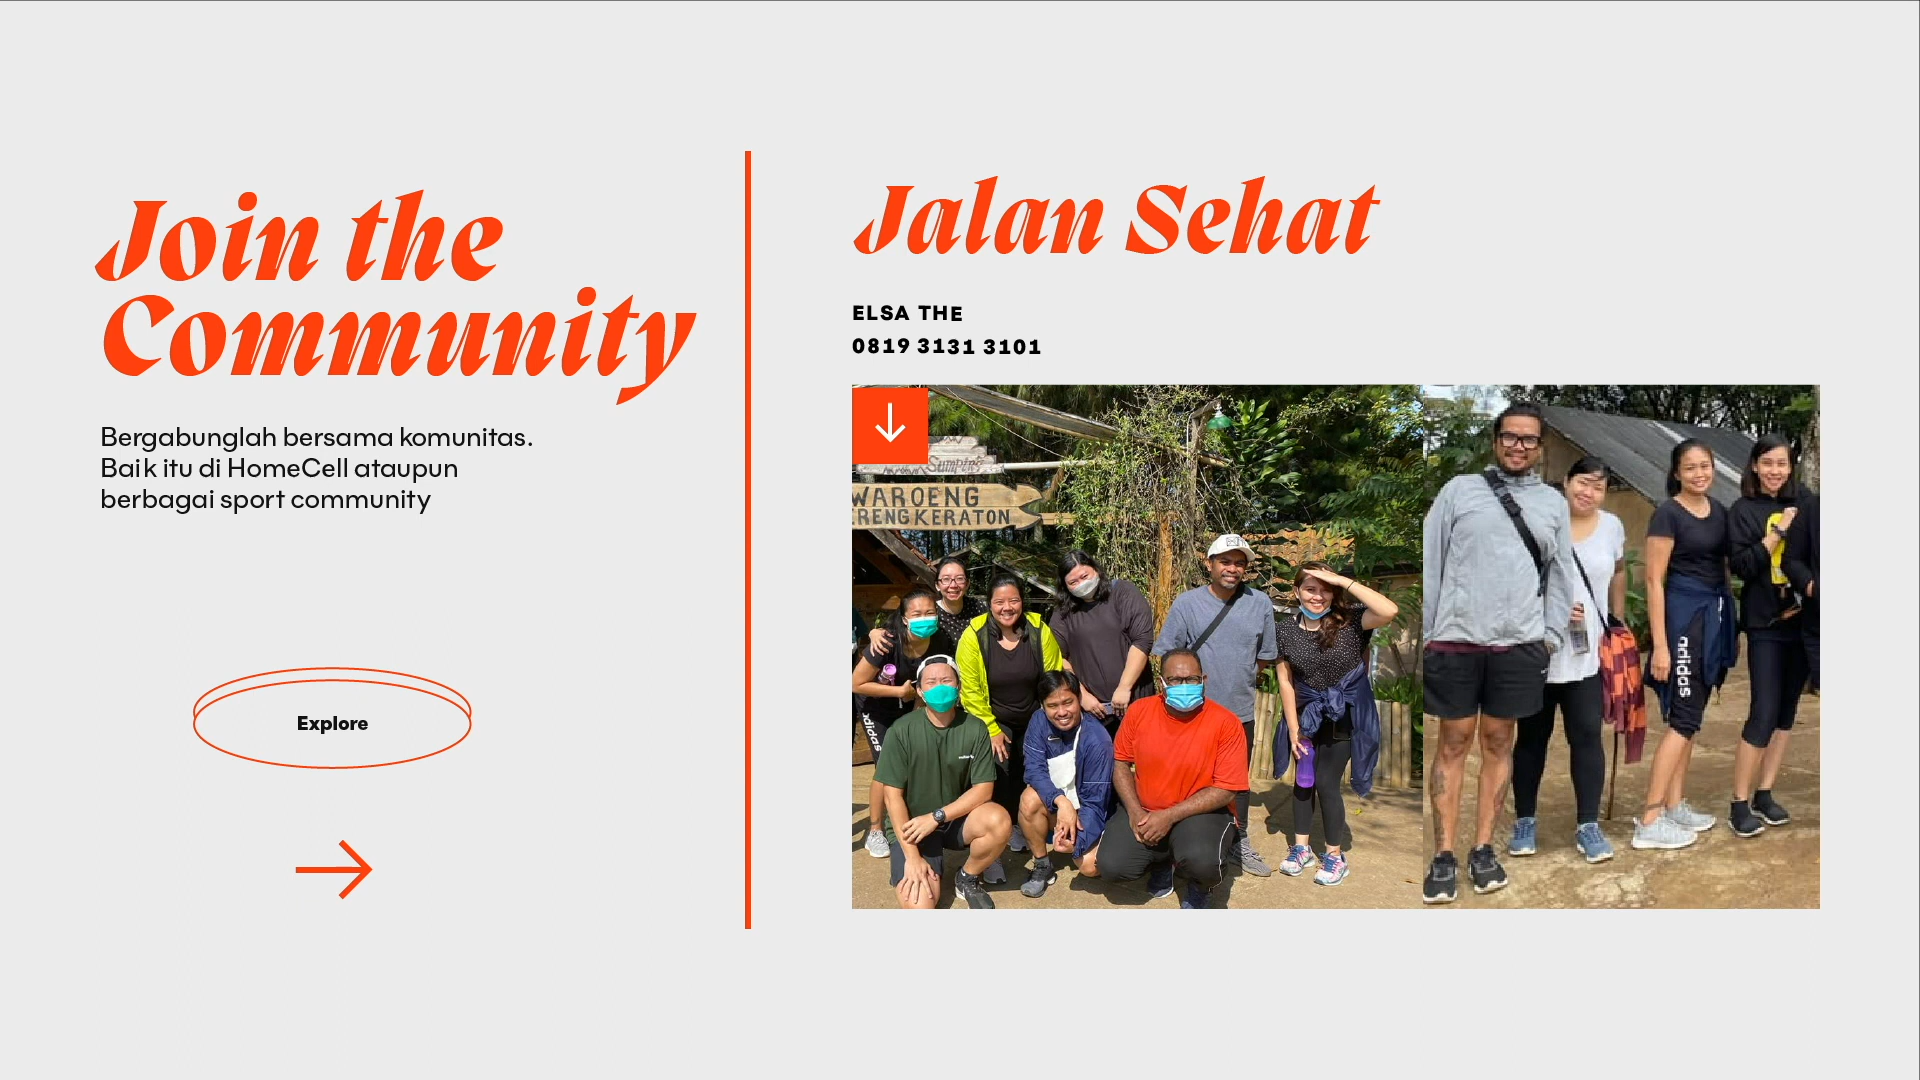 Join the
Community
Bergabunglah bersama komunitas.
Baik itu di HomeCell ataupun
berbagai sport community
Explore
Jalan Sehat
ELSA THE
0819 3131 3101
Sumping
WAROENG
KERATON
adidas
adidas